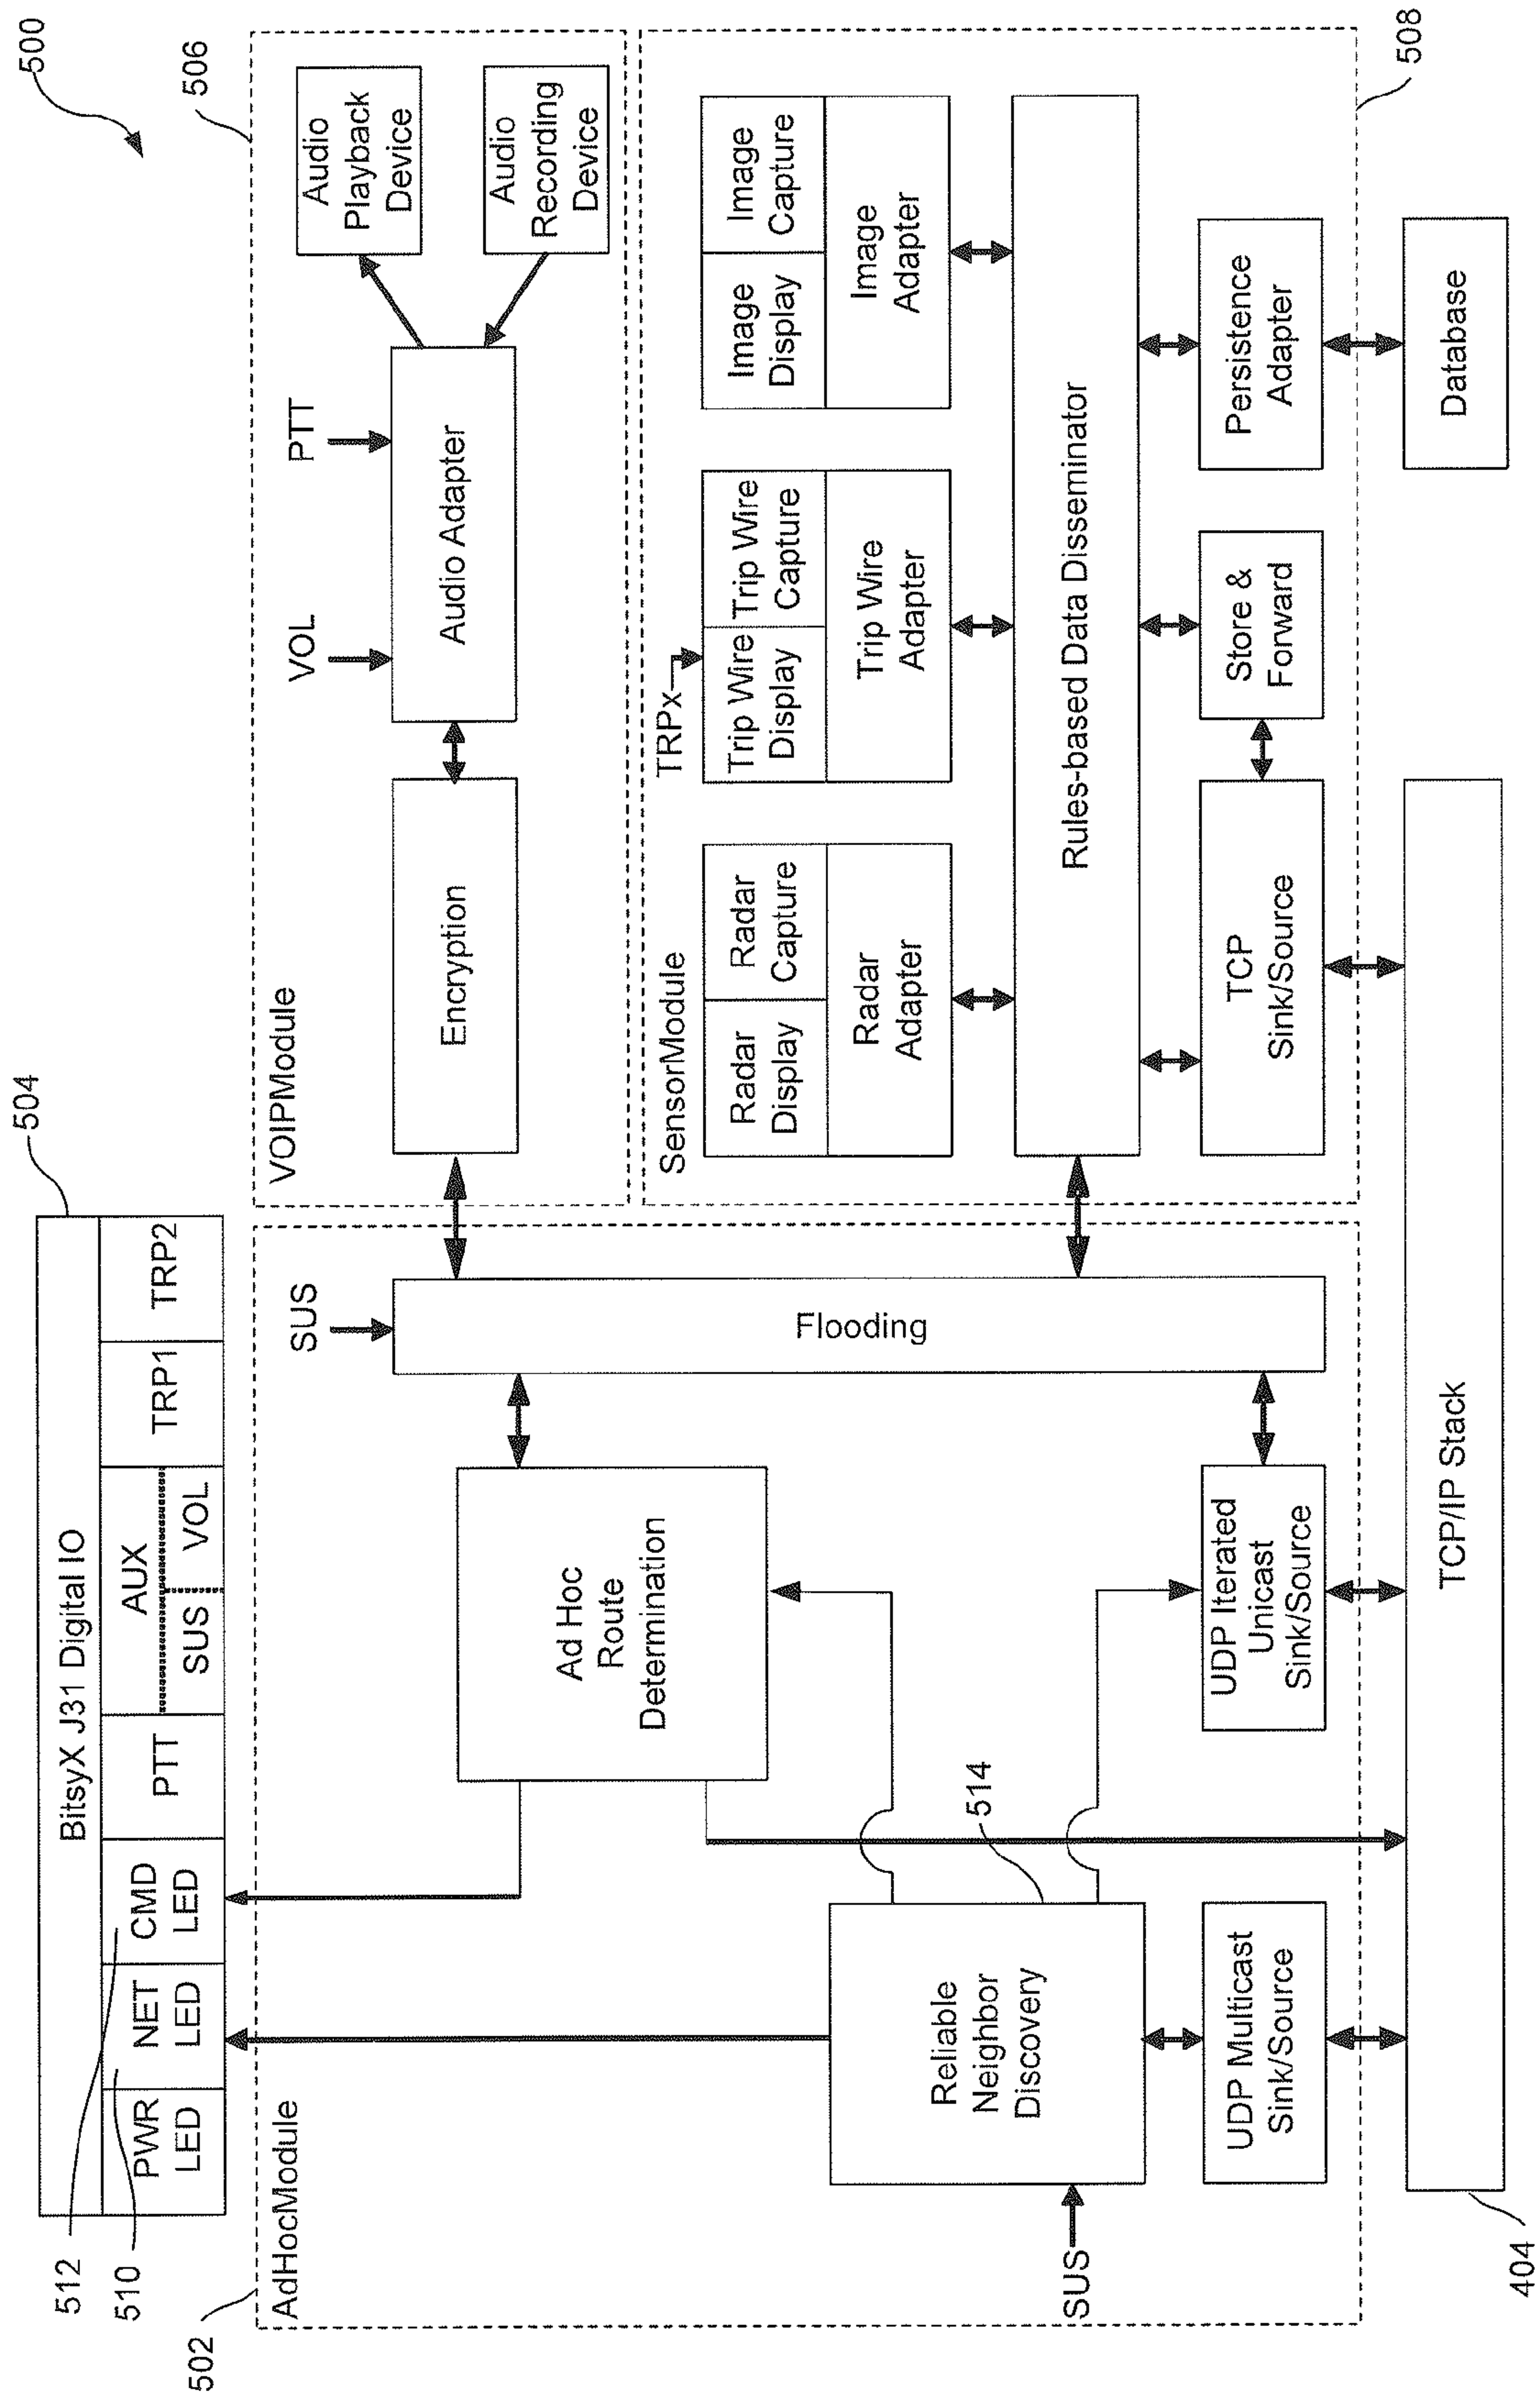 500
504
BitsyX J31 Digital IO
PWR
LED
NET
LED
CMD
LED
PTT
AUX
SUS
VOL
TRP1
TRP2
512
510
502
506
AdHocModule
SUS
Flooding
Ad Hoc
Route
Determination
514
Reliable
Neighbor
Discovery
SUS
UDP Multicast
Sink/Source
UDP Iterated
Unicast
Sink/Source
VOIPModule
VOL
PTT
Encryption
Audio Adapter
Audio
Playback
Device
Audio
Recording
Device
SensorModule
TRPx
Radar
Display
Radar
Capture
Radar
Adapter
Trip Wire
Display
Trip Wire
Capture
Trip Wire
Adapter
Image
Display
Image
Capture
Image
Adapter
Rules-based Data Disseminator
TCP
Sink/Source
Store &
Forward
Persistence
Adapter
508
TCP/IP Stack
Database
404